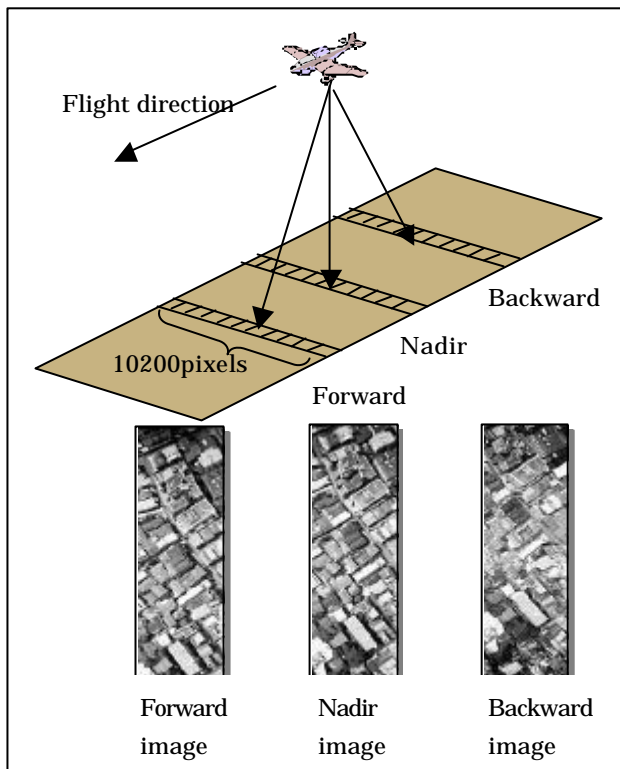 Flight direction
Backward
Nadir
10200pixels
Forward
Forward
image
Nadir
image
Backward
image